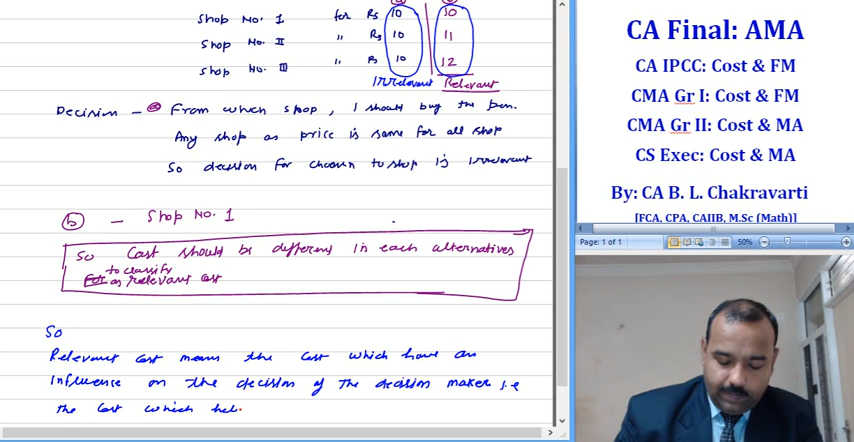 Shop No. 1 for Rs 10 10
Shop No. II " Rs 10 11
Shop No. III " Rs 10 12
Irrelevant Relevant
Decision - @ From which shop, I should buy the pen.
Any shop as price is same for all shop
So decision for choosen to shop is irrelevant
(b) - Shop No. 1
So Cost should be different in each alternatives
to classify
For as relevant cost
So
Relevant cost means the cost which have an
influence on the decision of the decision maker i.e
the cost which hel
CA Final: AMA
CA IPCC: Cost & FM
CMA Gr I: Cost & FM
CMA Gr II: Cost & MA
CS Exec: Cost & MA
By: CA B. L. Chakravarti
[FCA, CPA, CAIIB, M.Sc (Math)]
Page: 1 of 1 50%